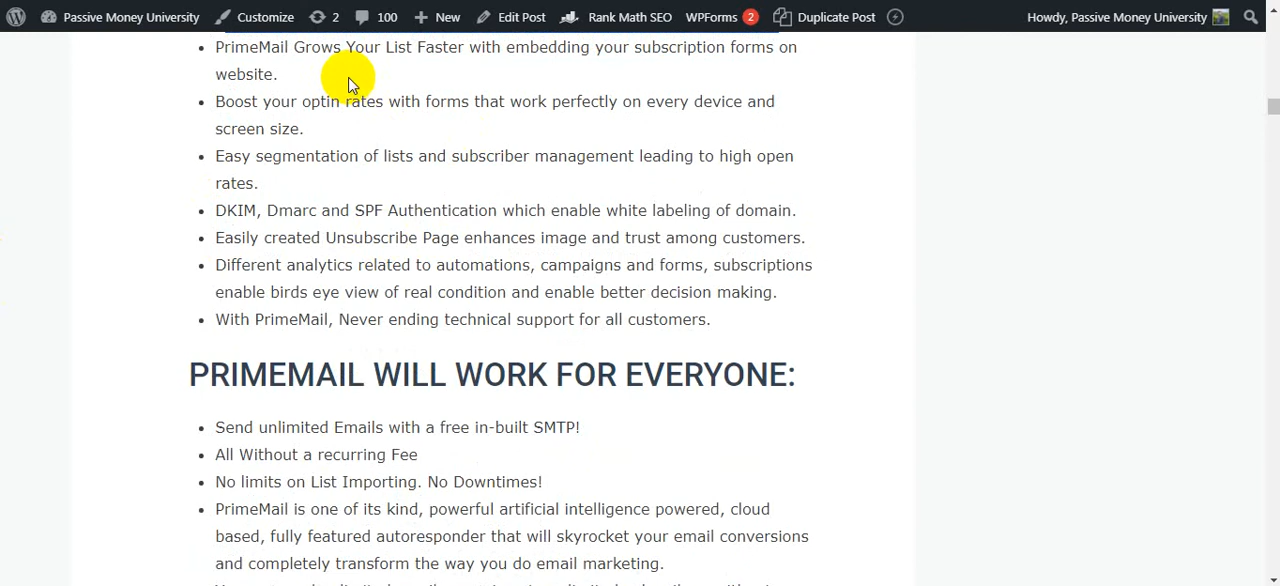 Passive Money University Customize 2 100 New Edit Post Rank Math SEO WPForms 2 Duplicate Post Howdy, Passive Money University
• PrimeMail Grows Your List Faster with embedding your subscription forms on
website.
• Boost your optin rates with forms that work perfectly on every device and
screen size.
• Easy segmentation of lists and subscriber management leading to high open
rates.
• DKIM, Dmarc and SPF Authentication which enable white labeling of domain.
• Easily created Unsubscribe Page enhances image and trust among customers.
• Different analytics related to automations, campaigns and forms, subscriptions
enable birds eye view of real condition and enable better decision making.
• With PrimeMail, Never ending technical support for all customers.
PRIMEMAIL WILL WORK FOR EVERYONE:
• Send unlimited Emails with a free in-built SMTP!
• All Without a recurring Fee
• No limits on List Importing. No Downtimes!
• PrimeMail is one of its kind, powerful artificial intelligence powered, cloud
based, fully featured autoresponder that will skyrocket your email conversions
and completely transform the way you do email marketing.